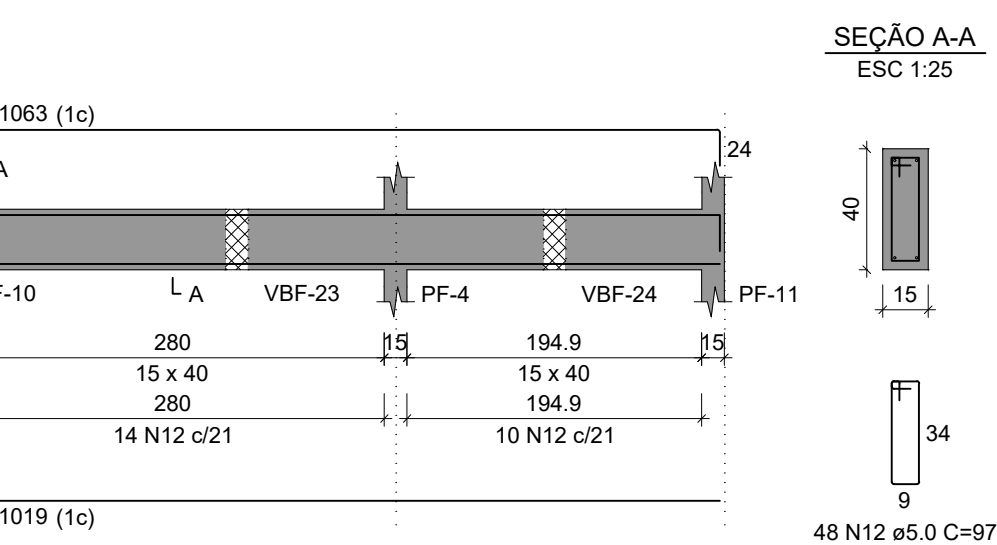 SEÇÃO A-A
ESC 1:25
1063 (1c)
A
24
40
15
F-10
A
VBF-23
PF-4
VBF-24
PF-11
280
15
194.9
15
15 x 40
15 x 40
280
194.9
14 N12 c/21
10 N12 c/21
34
9
1019 (1c)
48 N12 ø5.0 C=97